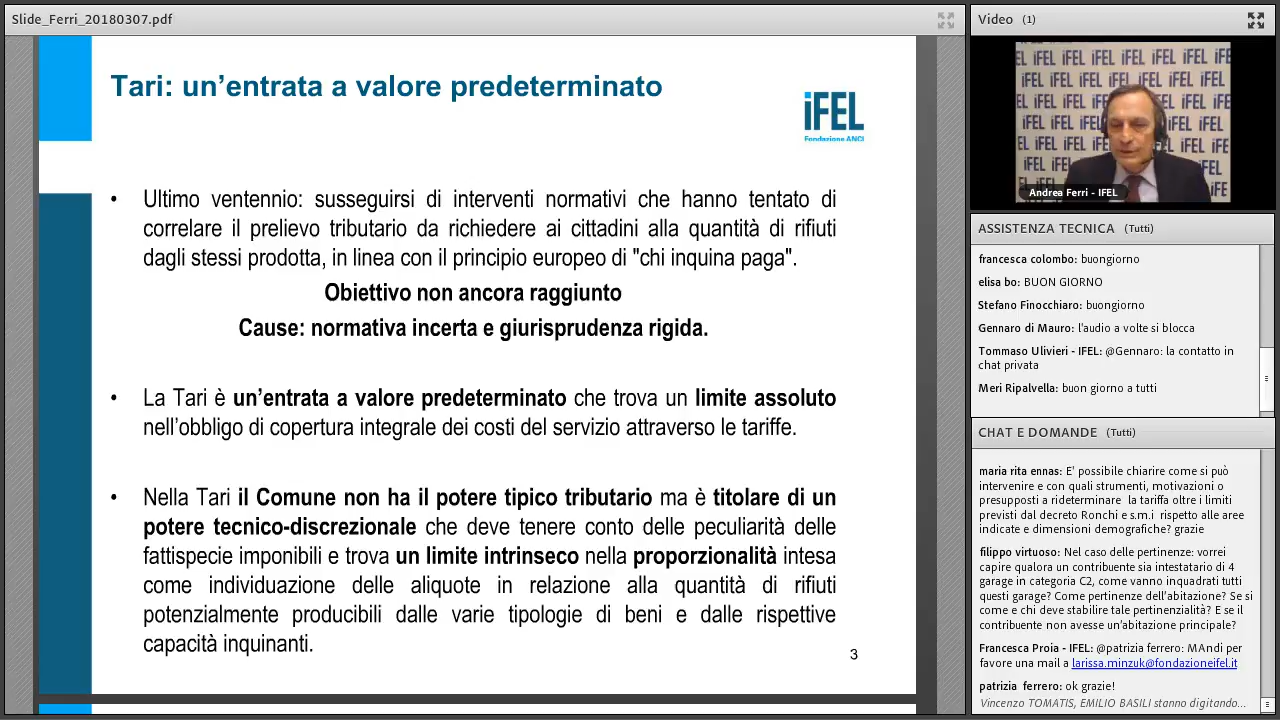 Slide_Ferri_20180307.pdf
Tari: un’entrata a valore predeterminato
iFEL
Fondazione ANCI
• Ultimo ventennio: susseguirsi di interventi normativi che hanno tentato di
correlare il prelievo tributario da richiedere ai cittadini alla quantità di rifiuti
dagli stessi prodotta, in linea con il principio europeo di "chi inquina paga".
Obiettivo non ancora raggiunto
Cause: normativa incerta e giurisprudenza rigida.
• La Tari è un’entrata a valore predeterminato che trova un limite assoluto
nell’obbligo di copertura integrale dei costi del servizio attraverso le tariffe.
• Nella Tari il Comune non ha il potere tipico tributario ma è titolare di un
potere tecnico-discrezionale che deve tenere conto delle peculiarità delle
fattispecie imponibili e trova un limite intrinseco nella proporzionalità intesa
come individuazione delle aliquote in relazione alla quantità di rifiuti
potenzialmente producibili dalle varie tipologie di beni e dalle rispettive
capacità inquinanti.
3
Video (1)
Andrea Ferri - IFEL
ASSISTENZA TECNICA (Tutti)
francesca colombo: buongiorno
elisa bo: BUON GIORNO
Stefano Finocchiaro: buongiorno
Gennaro di Mauro: l'audio a volte si blocca
Tommaso Ulivieri - IFEL: @Gennaro: la contatto in
chat privata
Meri Ripalvella: buon giorno a tutti
CHAT E DOMANDE (Tutti)
maria rita ennas: E' possibile chiarire come si può
intervenire e con quali strumenti, motivazioni o
presupposti a rideterminare la tariffa oltre i limiti
previsti dal decreto Ronchi e s.m.i rispetto alle aree
indicate e dimensioni demografiche? grazie
filippo virtuoso: Nel caso delle pertinenze: vorrei
capire qualora un contribuente sia intestatario di 4
garage in categoria C2, come vanno inquadrati tutti
questi garage? Come pertinenze dell'abitazione? Se si
come e chi deve stabilire tale pertinenzialità? E se il
contribuente non avesse un'abitazione principale?
Francesca Proia - IFEL: @patrizia ferrero: MAndi per
favore una mail a larissa.minzuk@fondazioneifel.it
patrizia ferrero: ok grazie!
Vincenzo TOMATIS, EMILIO BASILI stanno digitando...